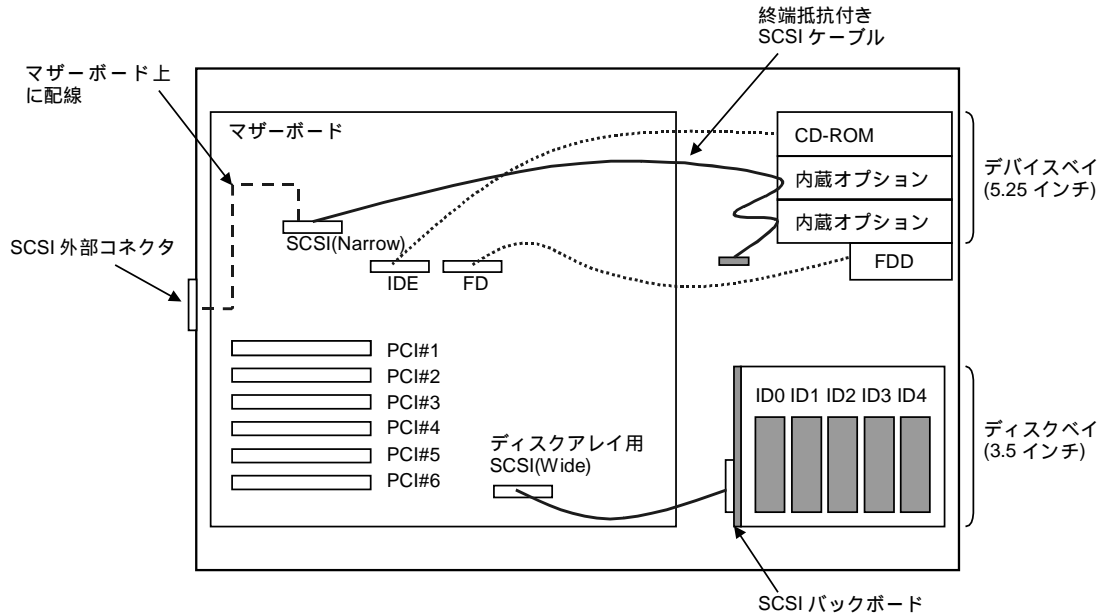 終端抵抗付き
SCSI ケーブル
マザーボード上
に配線
マザーボード
CD-ROM
内蔵オプション
内蔵オプション
FDD
デバイスベイ
(5.25 インチ)
SCSI 外部コネクタ
SCSI(Narrow)
IDE
FD
PCI#1
PCI#2
PCI#3
PCI#4
PCI#5
PCI#6
ディスクアレイ用
SCSI(Wide)
ID0 ID1 ID2 ID3 ID4
ディスクベイ
(3.5 インチ)
SCSI バックボード